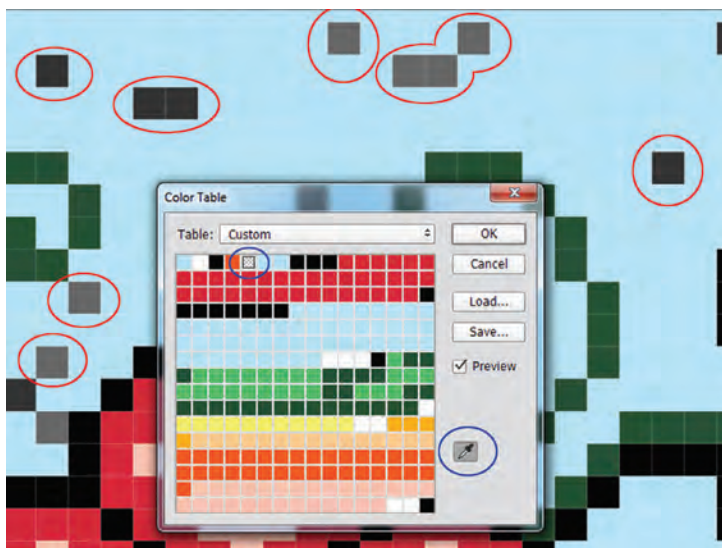 Color Table
Table: Custom
OK
Cancel
Load...
Save...
Preview